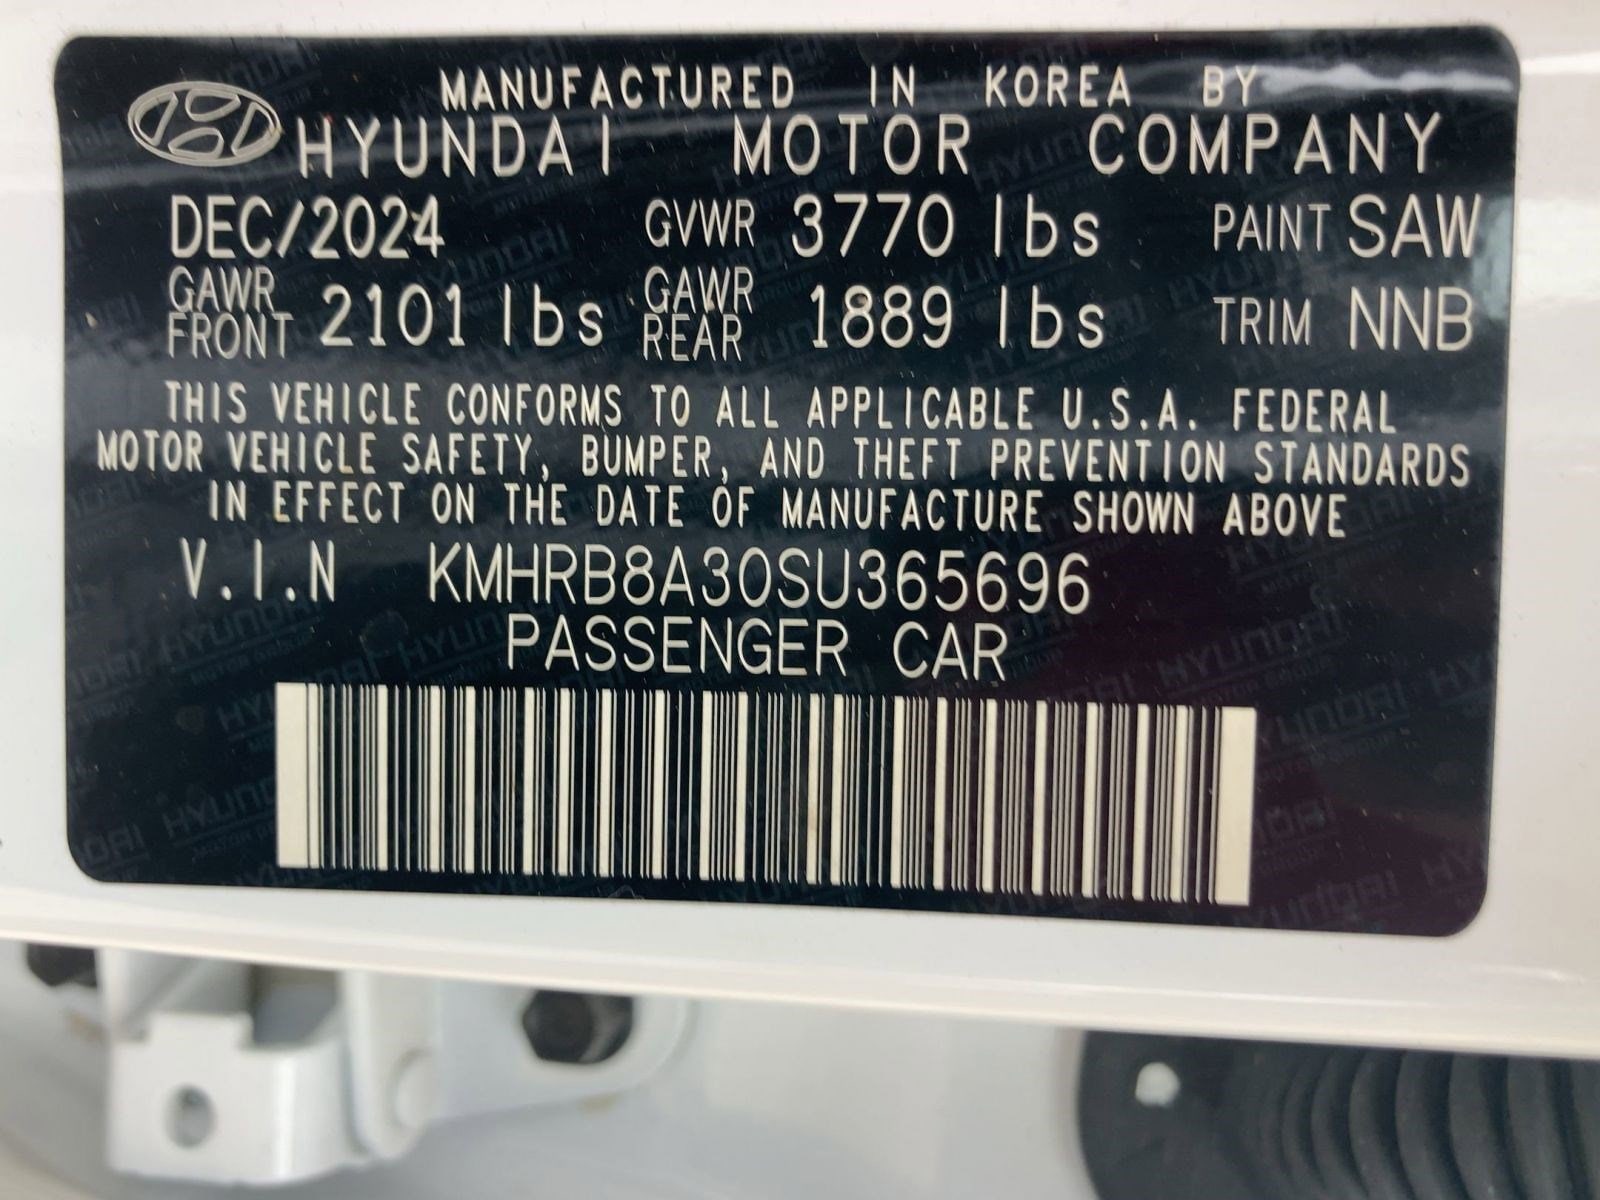 MANUFACTURED IN KOREA BY
HYUNDAI MOTOR COMPANY
DEC/2024 GVWR 3770 lbs PAINT SAW
GAWR FRONT 2101 lbs GAWR REAR 1889 lbs TRIM NNB
THIS VEHICLE CONFORMS TO ALL APPLICABLE U.S.A. FEDERAL
MOTOR VEHICLE SAFETY, BUMPER, AND THEFT PREVENTION STANDARDS
IN EFFECT ON THE DATE OF MANUFACTURE SHOWN ABOVE
V.I.N KMHRB8A30SU365696
PASSENGER CAR